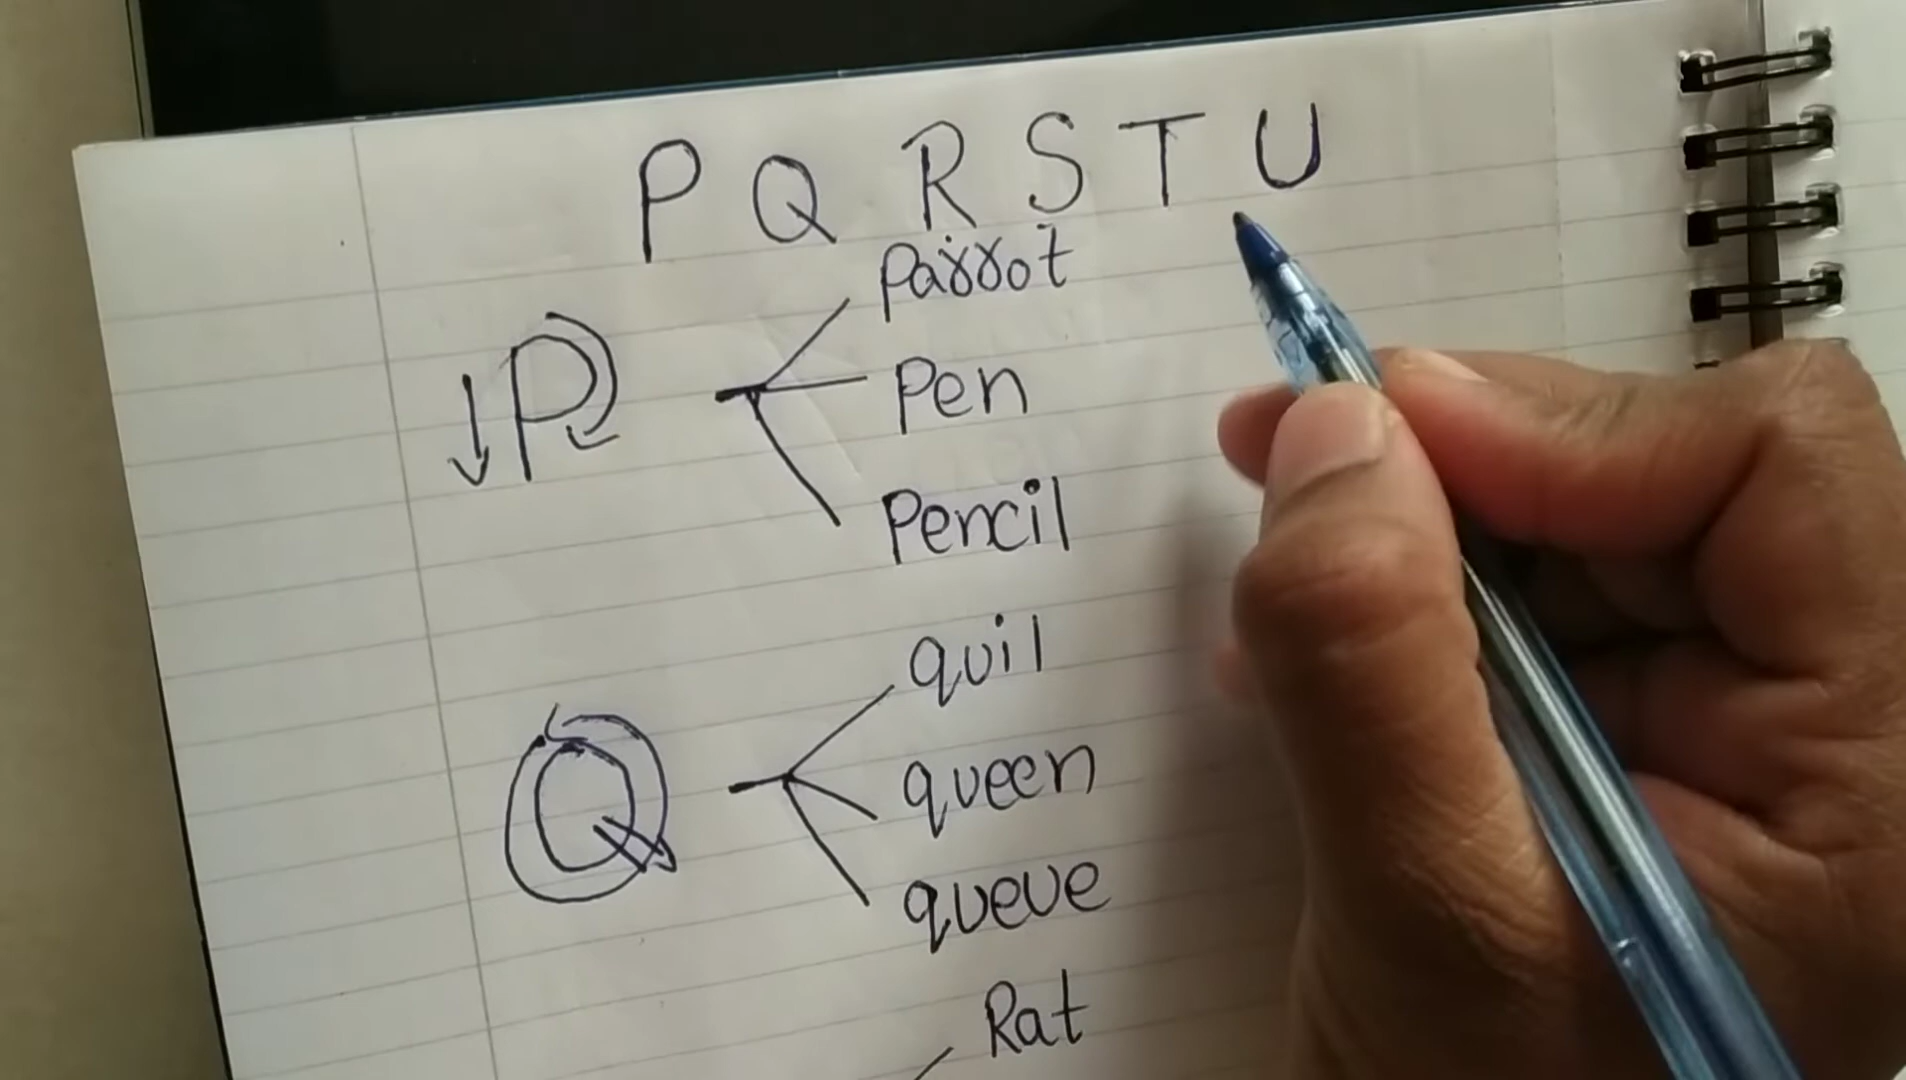 P Q R S T U
P
Parrot
Pen
Pencil
Q
quil
queen
queue
Rat